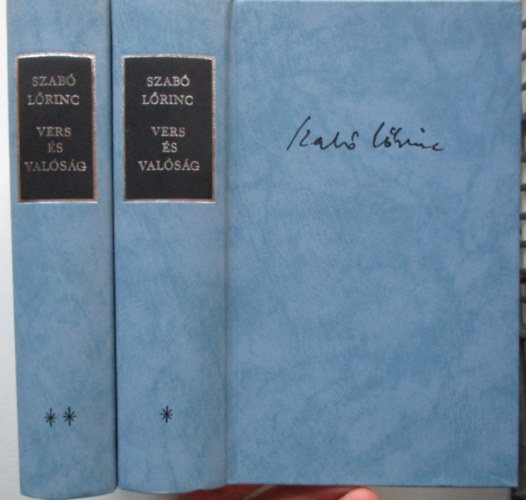 SZABÓ
LŐRINC
VERS
ÉS
VALÓSÁG
**
SZABÓ
LŐRINC
VERS
ÉS
VALÓSÁG
*
Szabó Lőrinc